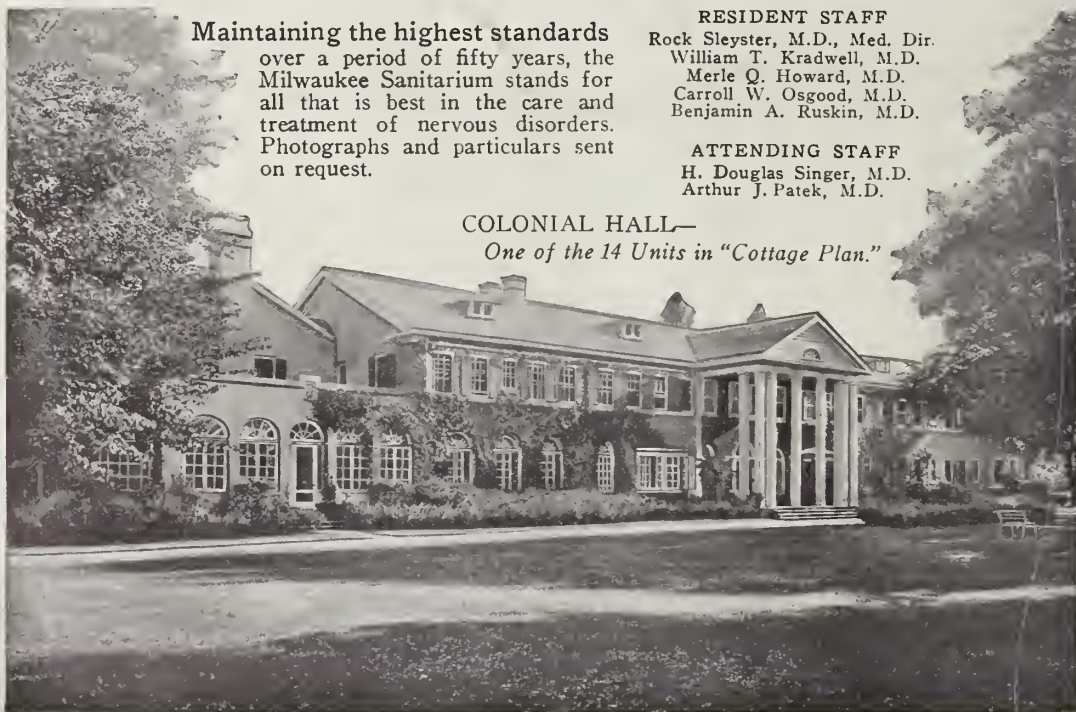 Maintaining the highest standards
over a period of fifty years, the
Milwaukee Sanitarium stands for
all that is best in the care and
treatment of nervous disorders.
Photographs and particulars sent
on request.
RESIDENT STAFF
Rock Sleyster, M.D., Med. Dir.
William T. Kradwell, M.D.
Merle Q. Howard, M.D.
Carroll W. Osgood, M.D.
Benjamin A. Ruskin, M.D.
ATTENDING STAFF
H. Douglas Singer, M.D.
Arthur J. Patek, M.D.
COLONIAL HALL—
One of the 14 Units in "Cottage Plan."